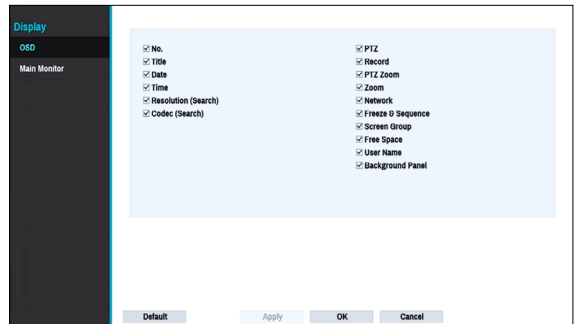 Display
OSD
Main Monitor
No.
Title
Date
Time
Resolution (Search)
Codec (Search)
PTZ
Record
PTZ Zoom
Zoom
Network
Freeze & Sequence
Screen Group
Free Space
User Name
Background Panel
Default
Apply
OK
Cancel